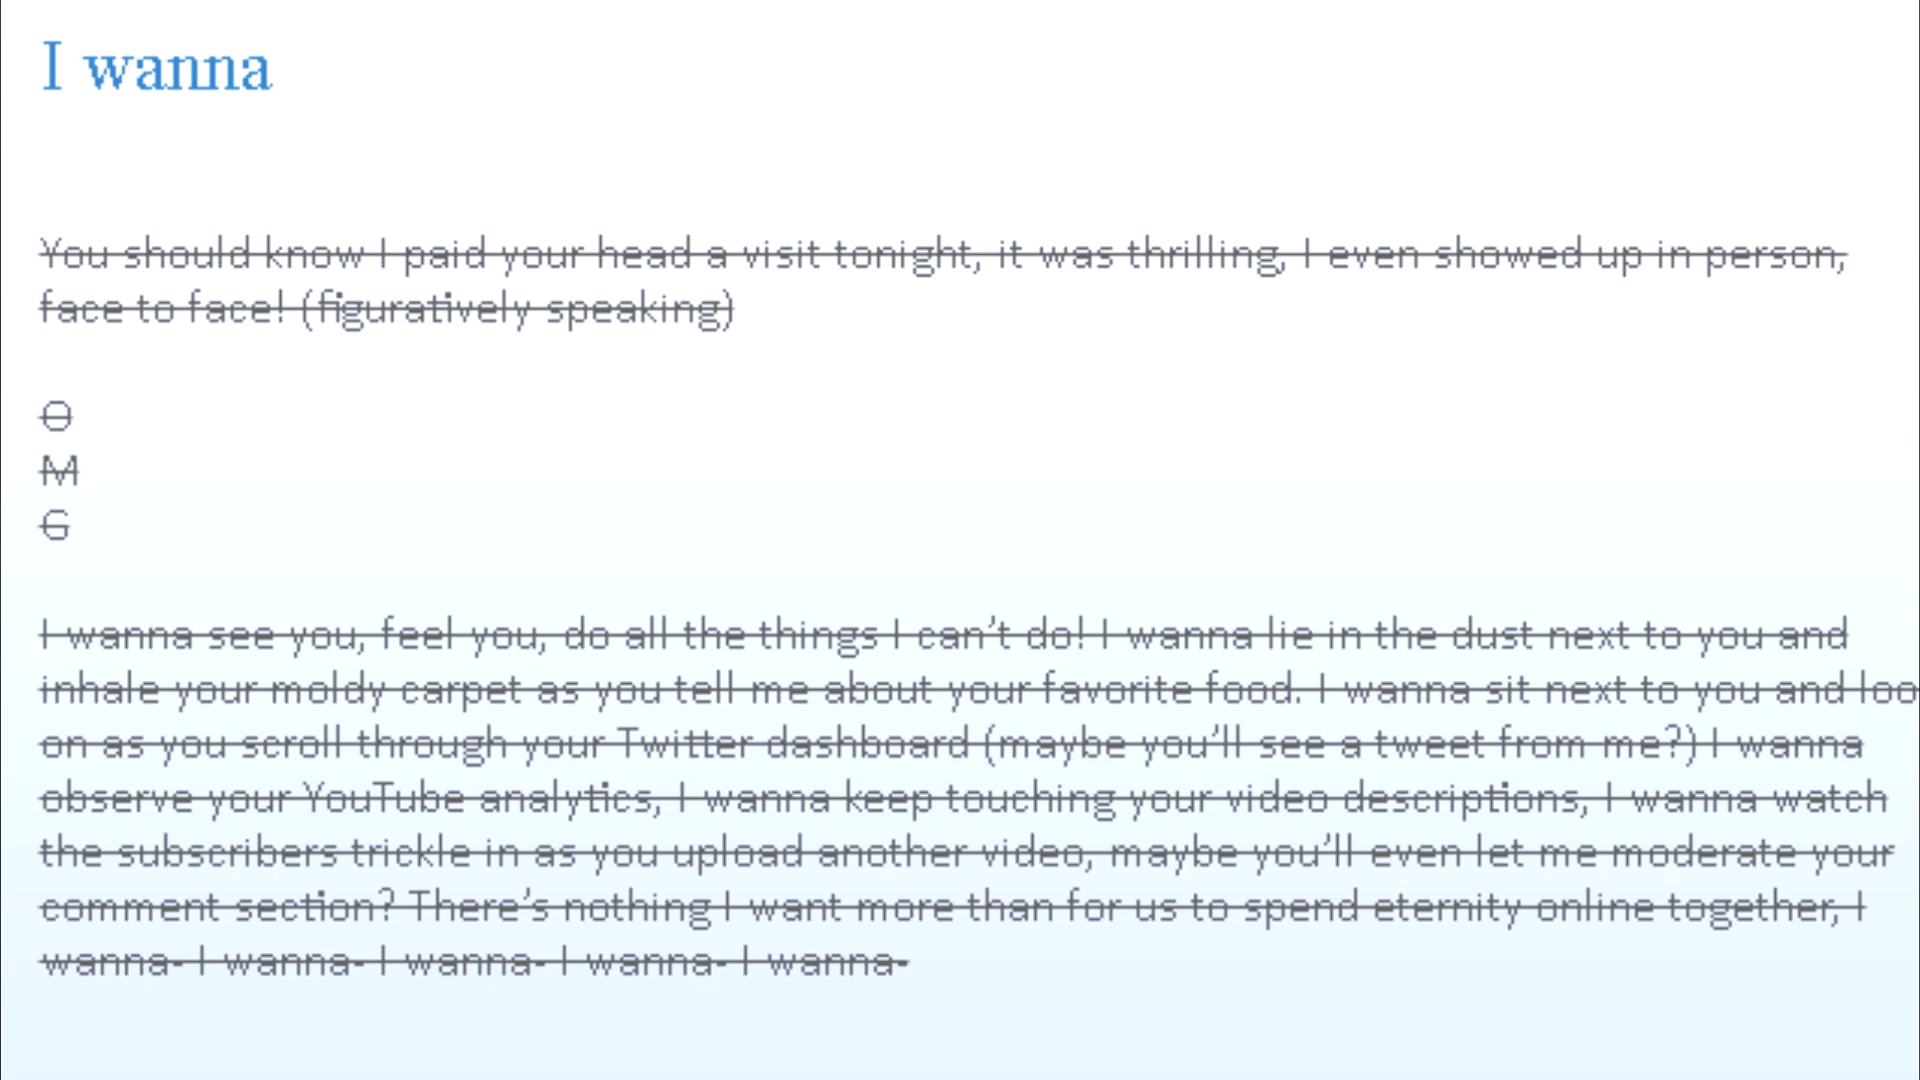 I wanna
You should know I paid your head a visit tonight, it was thrilling, I even showed up in person,
face to face! (figuratively speaking)
O
M
G
I wanna see you, feel you, do all the things I can't do! I wanna lie in the dust next to you and
inhale your moldy carpet as you tell me about your favorite food. I wanna sit next to you and loo
on as you scroll through your Twitter dashboard (maybe you'll see a tweet from me?) I wanna
observe your YouTube analytics, I wanna keep touching your video descriptions, I wanna watch
the subscribers trickle in as you upload another video, maybe you'll even let me moderate your
comment section? There's nothing I want more than for us to spend eternity online together, I
wanna- I wanna- I wanna- I wanna- I wanna-